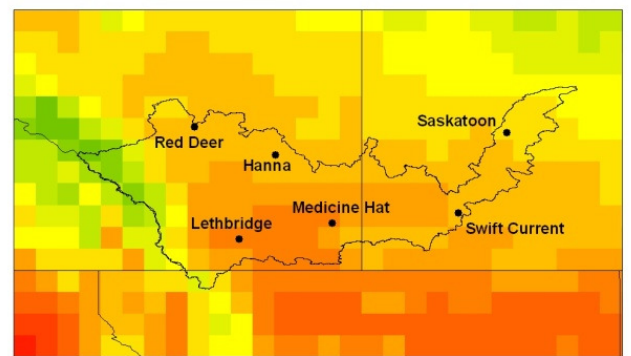 Saskatoon
Red Deer
Hanna
Medicine Hat
Lethbridge
Swift Current